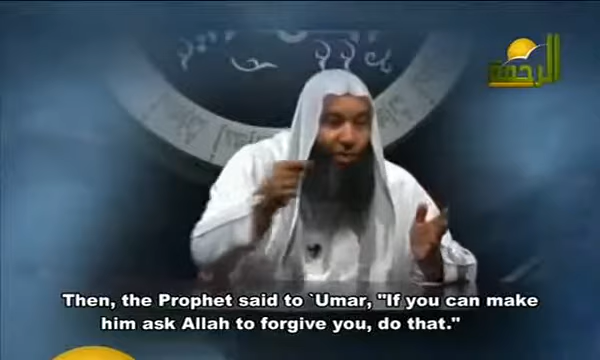 الرحمة
Then, the Prophet said to `Umar, "If you can make
him ask Allah to forgive you, do that."